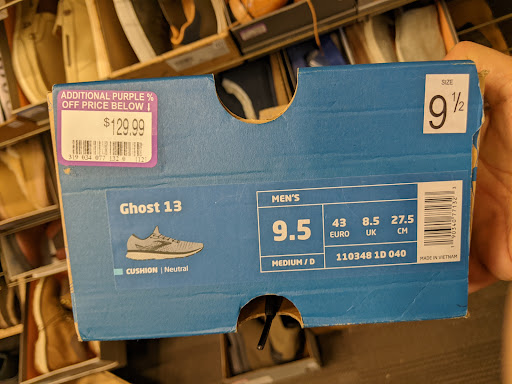 ADDITIONAL PURPLE %
OFF PRICE BELOW ↓
$129.99
SIZE
9 1/2
Ghost 13
CUSHION | Neutral
MEN'S
9.5
MEDIUM / D
43
EURO
8.5
UK
27.5
CM
110348 1D 040
MADE IN VIETNAM